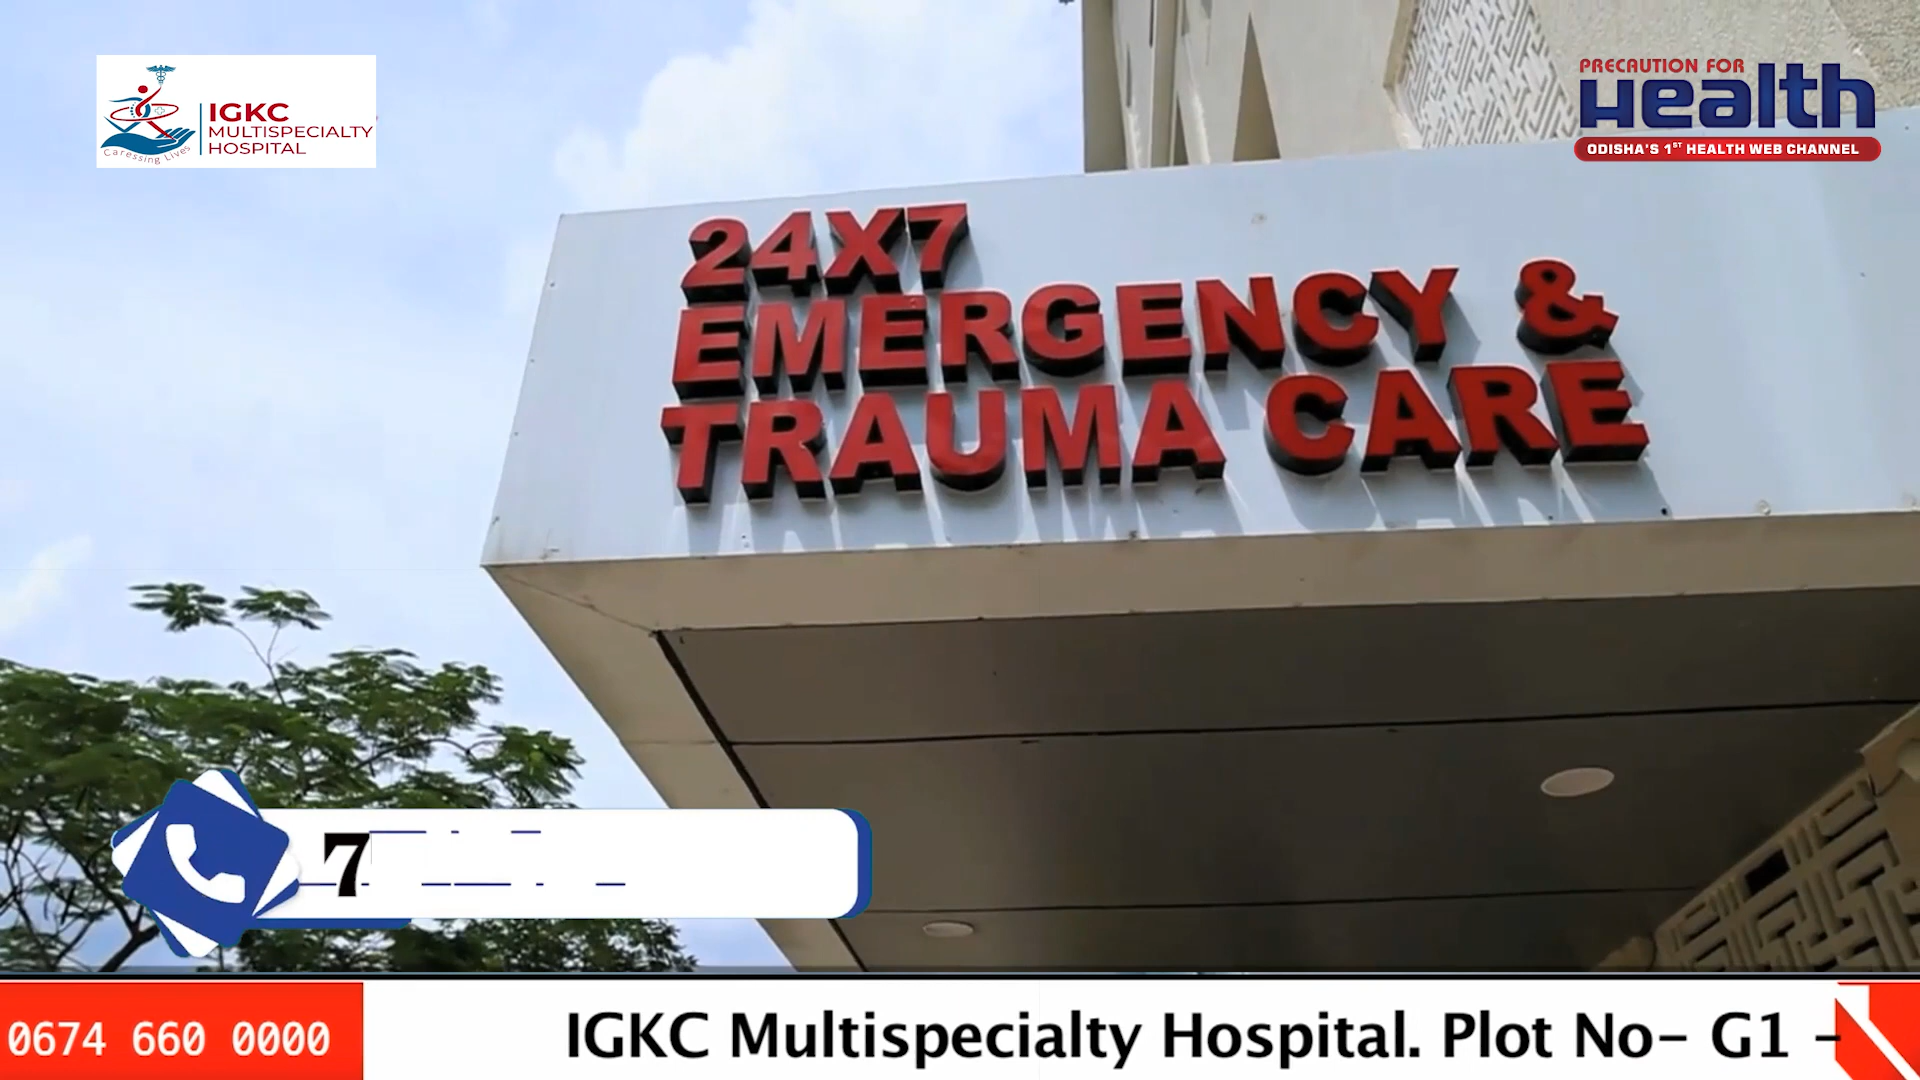 IGKC
MULTISPECIALTY
HOSPITAL
Caressing Lives
PRECAUTION FOR
Health
ODISHA'S 1ST HEALTH WEB CHANNEL
24X7
EMERGENCY &
TRAUMA CARE
7
0674 660 0000
IGKC Multispecialty Hospital. Plot No- G1 -